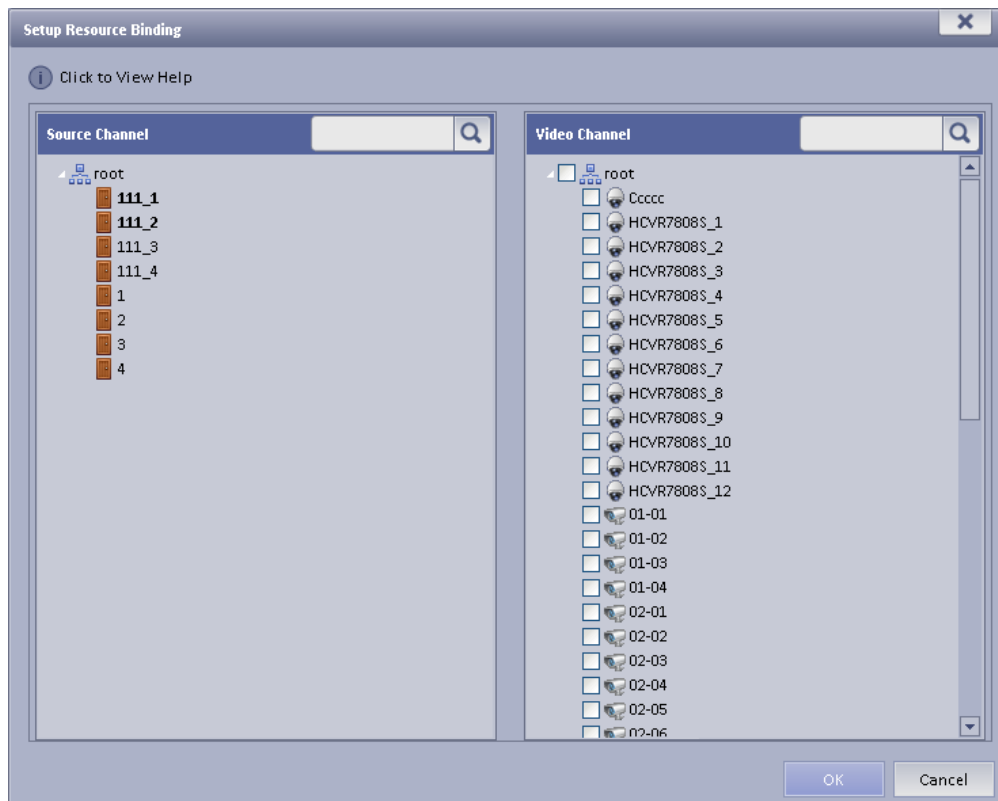 Setup Resource Binding
Click to View Help
Source Channel
root
111_1
111_2
111_3
111_4
1
2
3
4
Video Channel
root
Ccccc
HCVR7808S_1
HCVR7808S_2
HCVR7808S_3
HCVR7808S_4
HCVR7808S_5
HCVR7808S_6
HCVR7808S_7
HCVR7808S_8
HCVR7808S_9
HCVR7808S_10
HCVR7808S_11
HCVR7808S_12
01-01
01-02
01-03
01-04
02-01
02-02
02-03
02-04
02-05
02-06
OK
Cancel